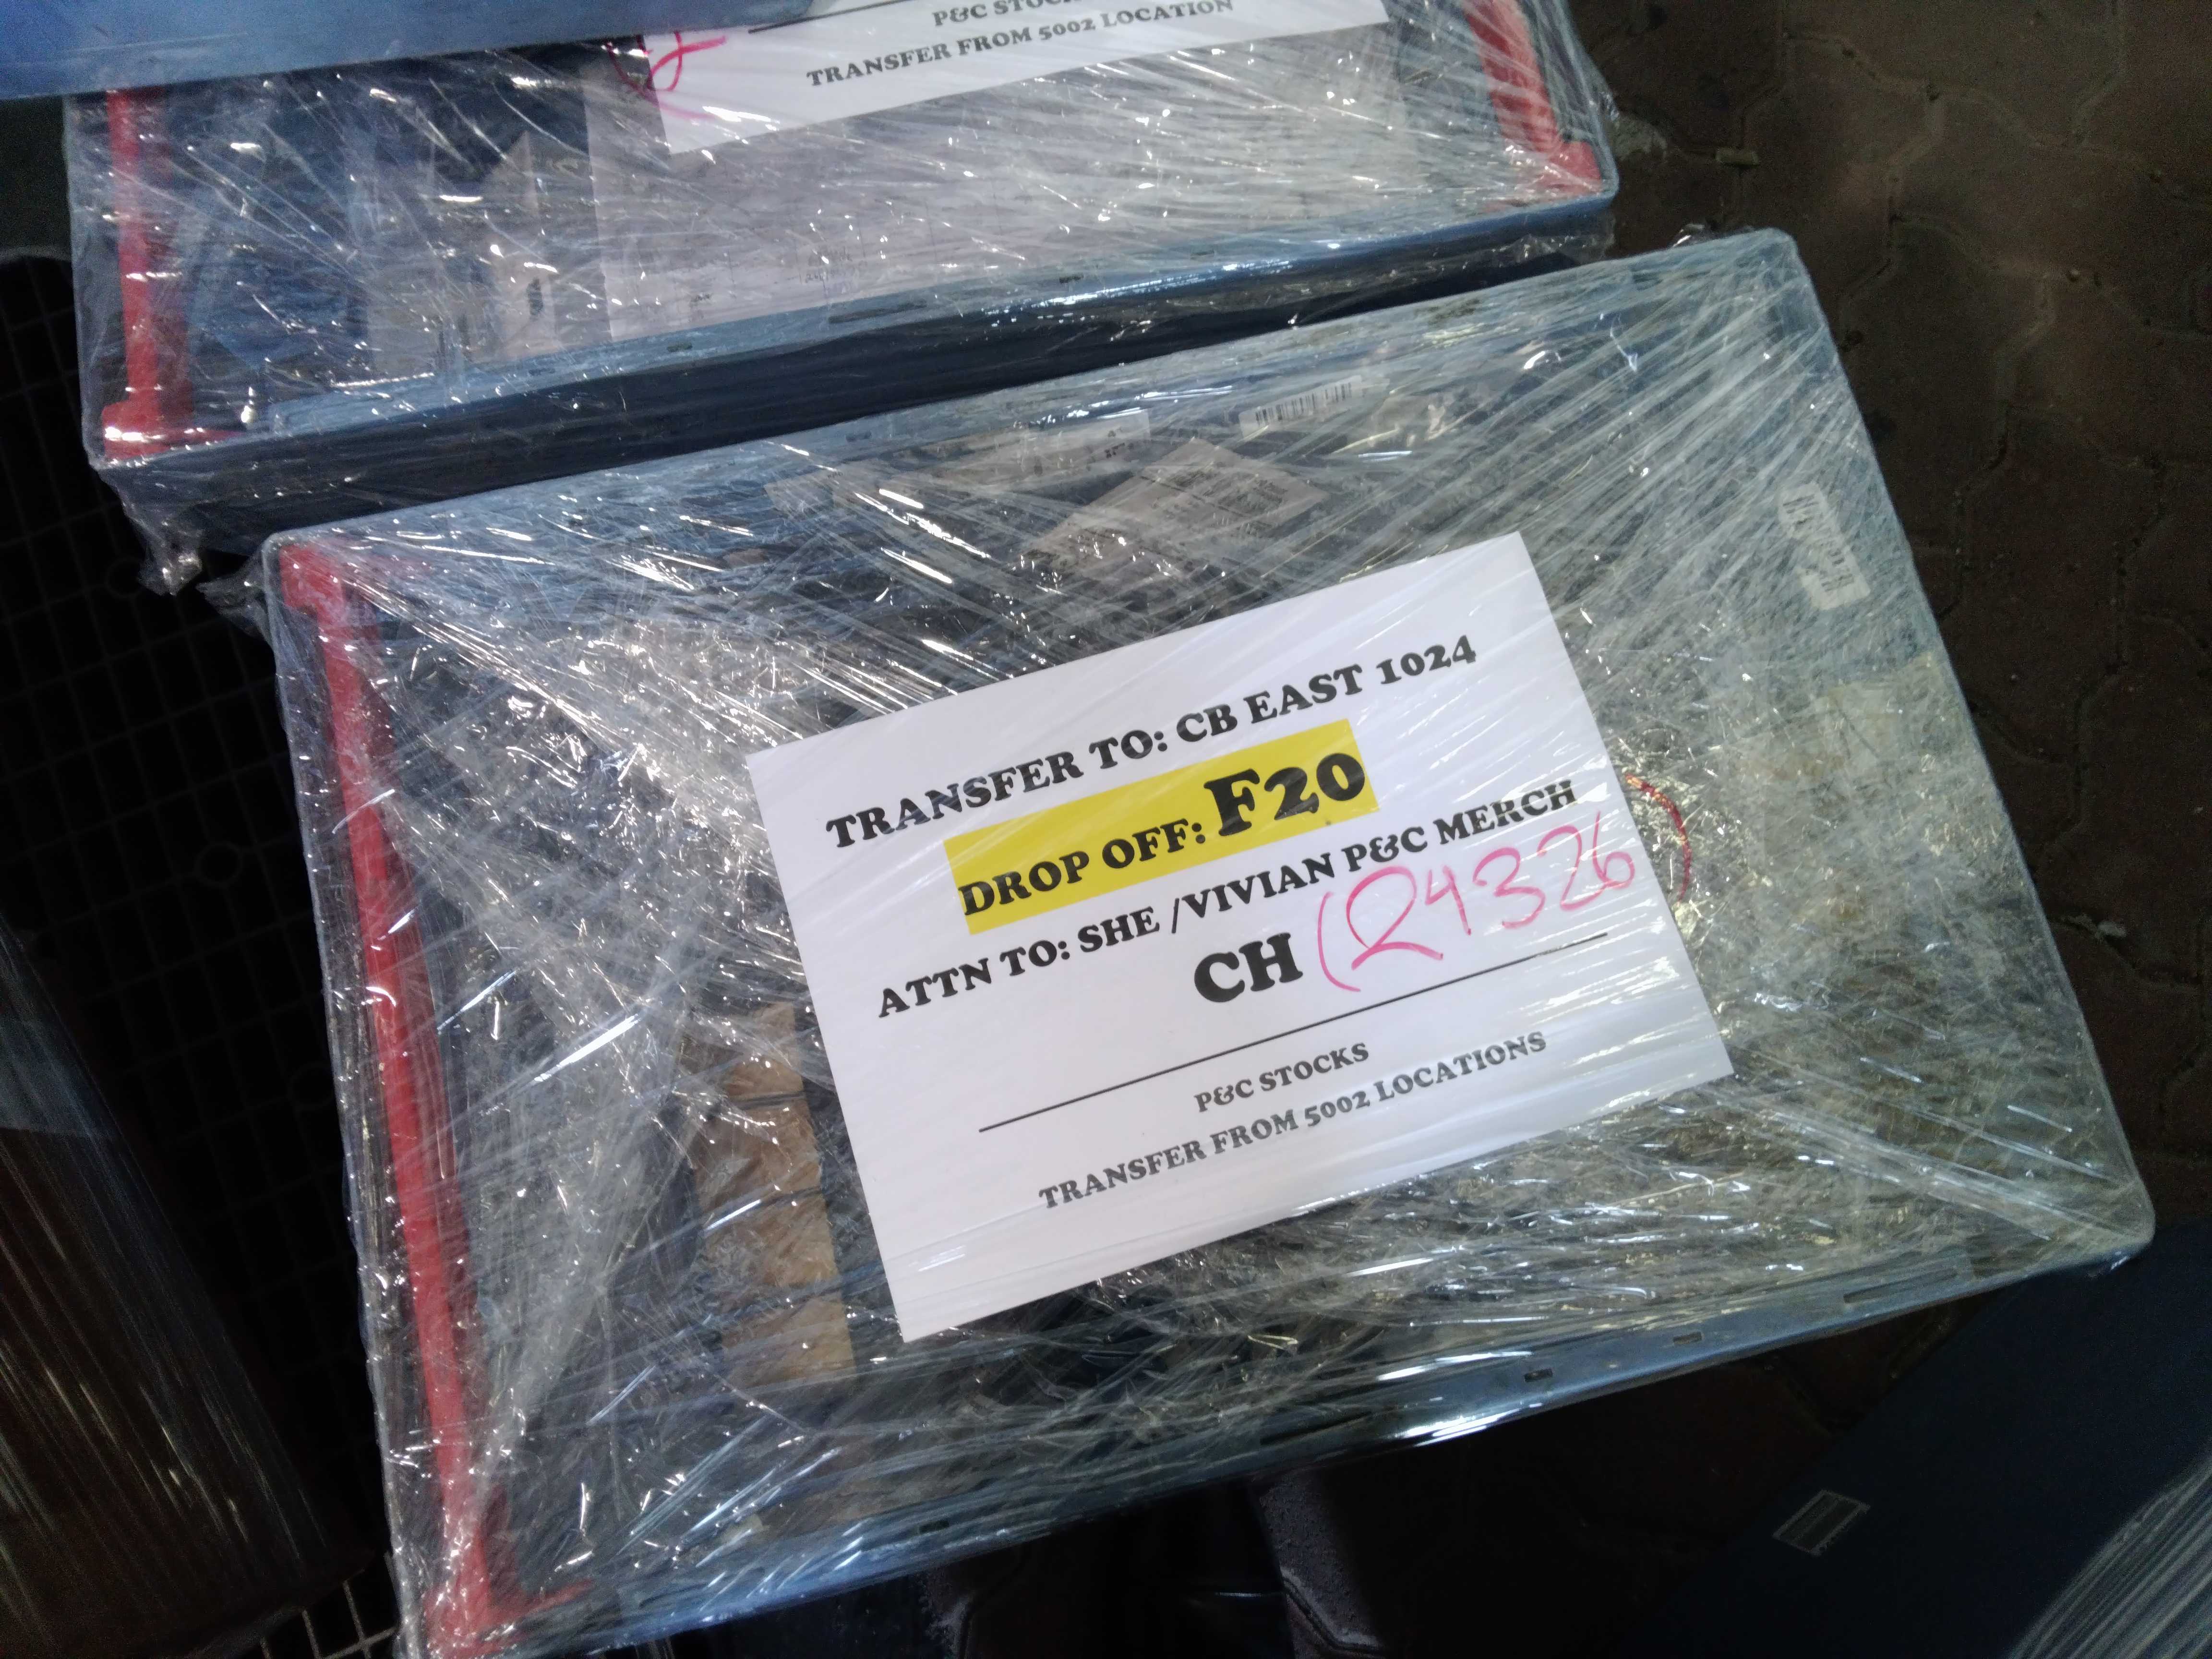 P&C STOCK
TRANSFER FROM 5002 LOCATION
TRANSFER TO: CB EAST 1024
DROP OFF: F20
ATTN TO: SHE /VIVIAN P&C MERCH
CH (24326)
P&C STOCKS
TRANSFER FROM 5002 LOCATIONS